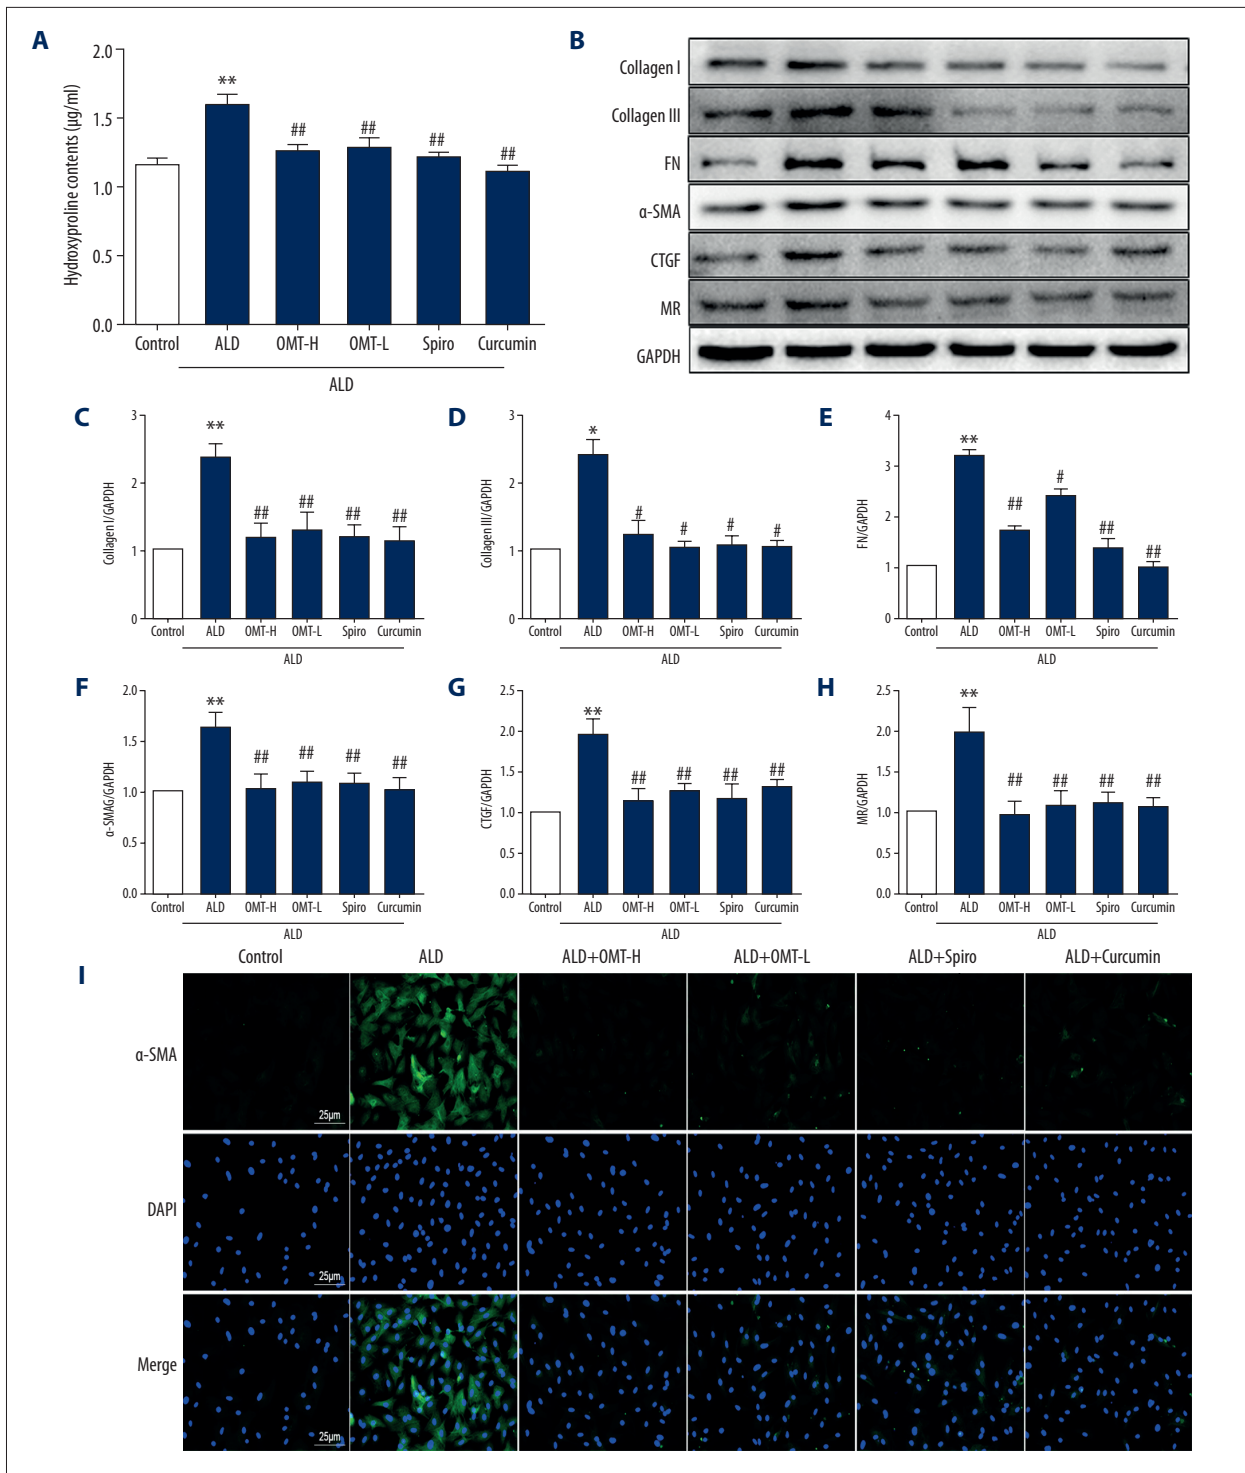 A
Hydroxyproline contents (µg/ml)
2.0
1.5
1.0
0.5
0.0
**
##
##
##
##
Control ALD OMT-H OMT-L Spiro Curcumin
ALD
B
Collagen I
Collagen III
FN
α-SMA
CTGF
MR
GAPDH
C
Collagen I/GAPDH
3
2
1
0
**
##
##
##
##
Control ALD OMT-H OMT-L Spiro Curcumin
ALD
D
Collagen III/GAPDH
3
2
1
0
*
#
#
#
#
Control ALD OMT-H OMT-L Spiro Curcumin
ALD
E
FN/GAPDH
4
3
2
1
0
**
##
#
##
##
Control ALD OMT-H OMT-L Spiro Curcumin
ALD
F
α-SMAG/GAPDH
2.0
1.5
1.0
0.5
0.0
**
##
##
##
##
Control ALD OMT-H OMT-L Spiro Curcumin
ALD
G
CTGF/GAPDH
2.5
2.0
1.5
1.0
0.5
0.0
**
##
##
##
##
Control ALD OMT-H OMT-L Spiro Curcumin
ALD
H
MR/GAPDH
2.5
2.0
1.5
1.0
0.5
0.0
**
##
##
##
##
Control ALD OMT-H OMT-L Spiro Curcumin
ALD
I
Control ALD ALD+OMT-H ALD+OMT-L ALD+Spiro ALD+Curcumin
α-SMA
25µm
DAPI
25µm
Merge
25µm